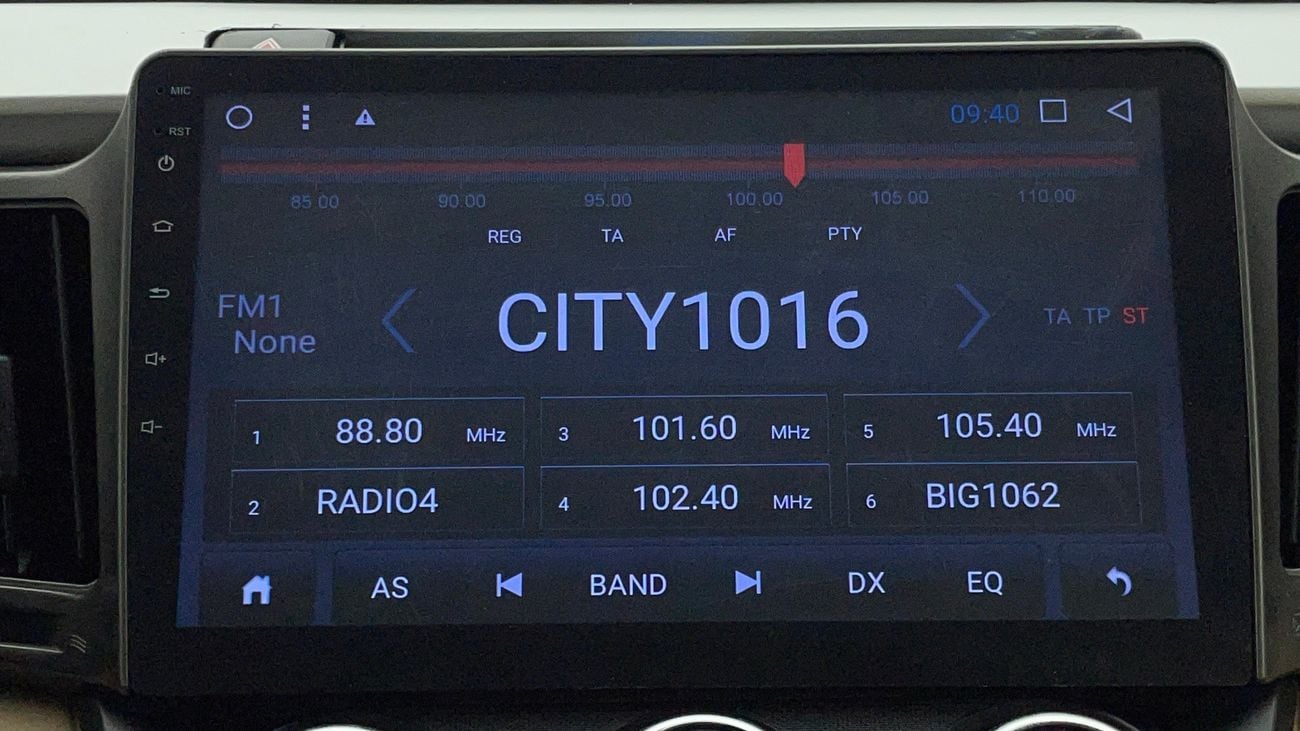 MIC
RST
09:40
85.00 90.00 95.00 100.00 105.00 110.00
REG TA AF PTY
FM1
None
CITY1016
TA TP ST
1 88.80 MHz 3 101.60 MHz 5 105.40 MHz
2 RADIO4 4 102.40 MHz 6 BIG1062
AS BAND DX EQ